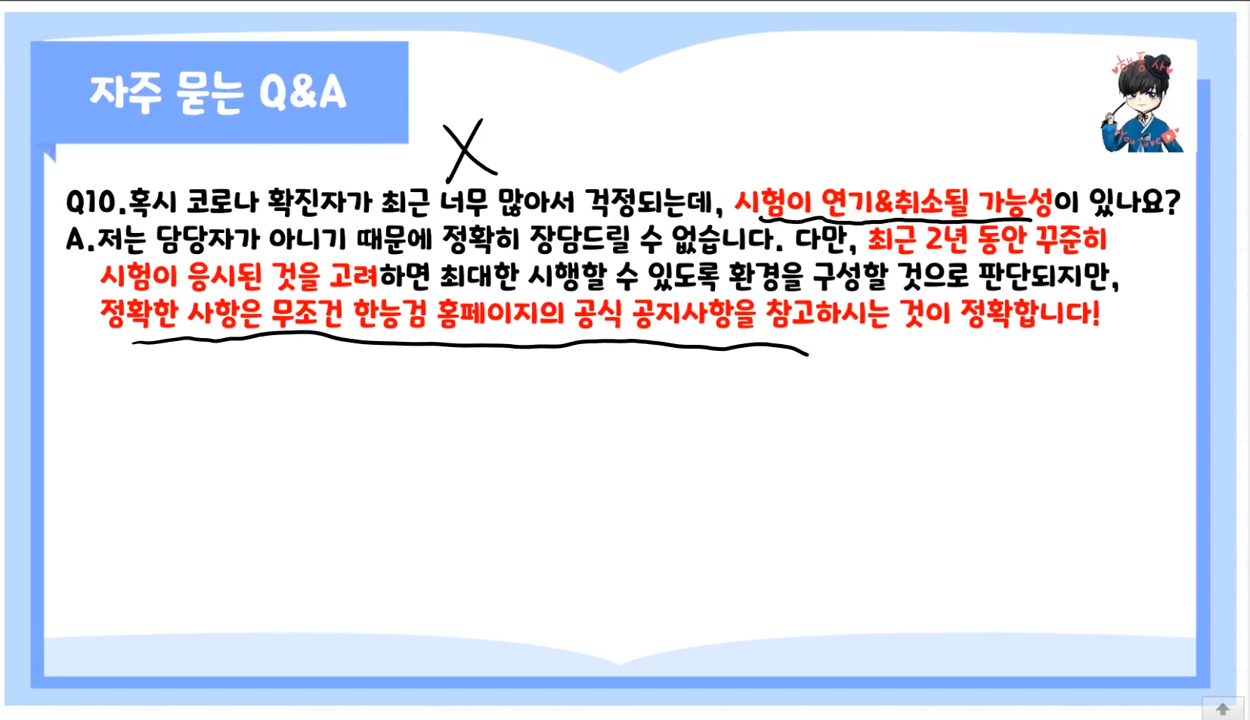 자주 묻는 Q&A
해품사
YouTube
X
Q10.혹시 코로나 확진자가 최근 너무 많아서 걱정되는데, 시험이 연기&취소될 가능성이 있나요?
A.저는 담당자가 아니기 때문에 정확히 장담드릴 수 없습니다. 다만, 최근 2년 동안 꾸준히
시험이 응시된 것을 고려하면 최대한 시행할 수 있도록 환경을 구성할 것으로 판단되지만,
정확한 사항은 무조건 한능검 홈페이지의 공식 공지사항을 참고하시는 것이 정확합니다!